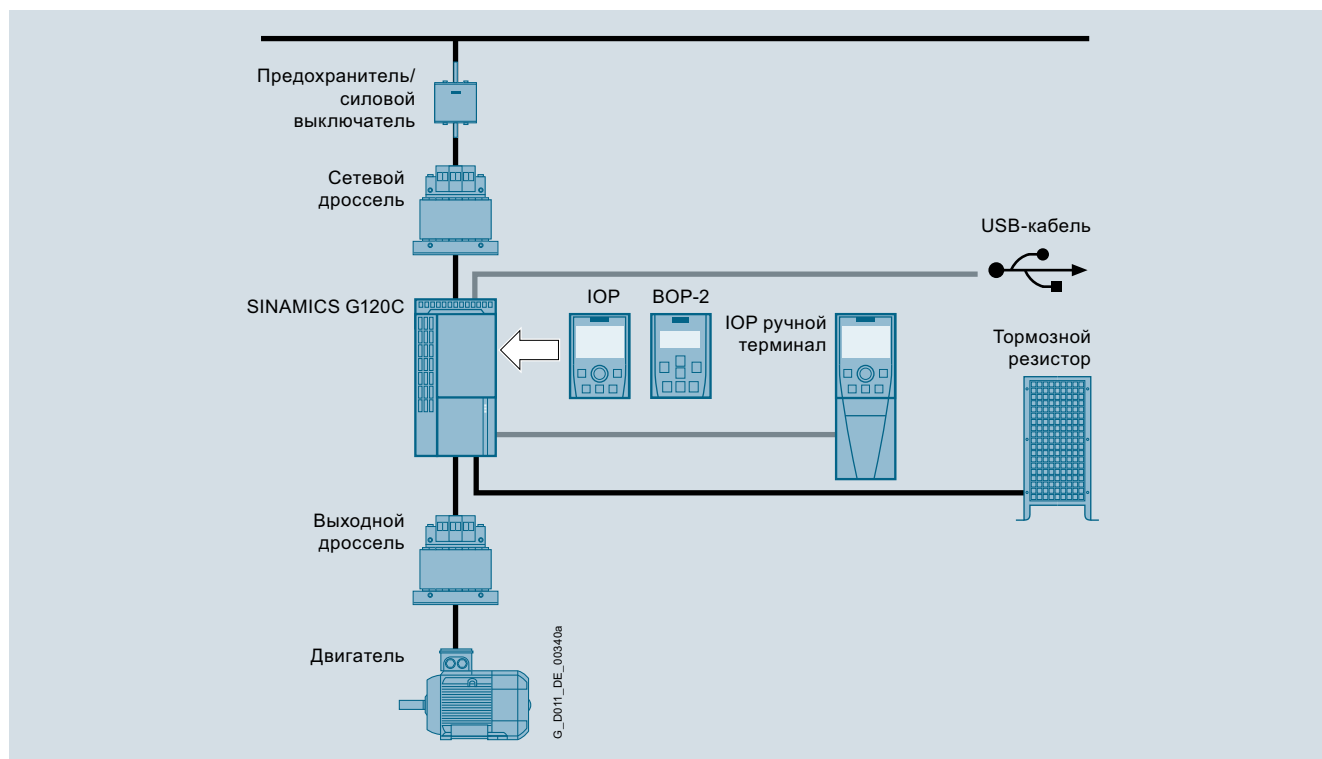 Предохранитель/
силовой
выключатель
Сетевой
дроссель
USB-кабель
SINAMICS G120C
IOP
BOP-2
IOP ручной
терминал
Тормозной
резистор
Выходной
дроссель
Двигатель
G_D011_DE_00340a